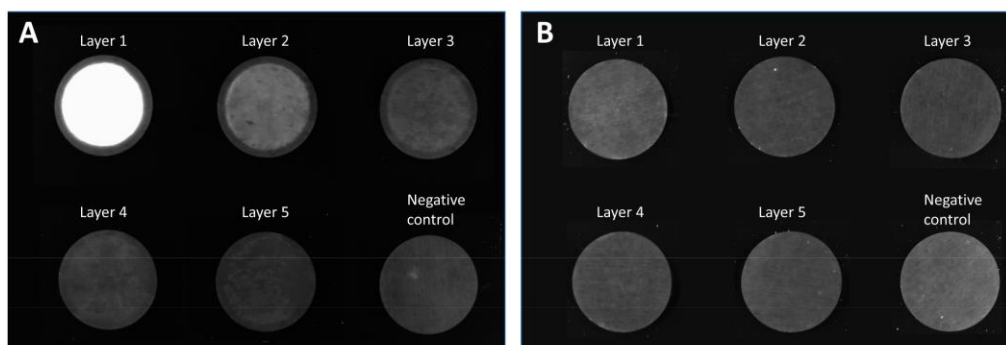 A
Layer 1
Layer 2
Layer 3
Layer 4
Layer 5
Negative
control
B
Layer 1
Layer 2
Layer 3
Layer 4
Layer 5
Negative
control